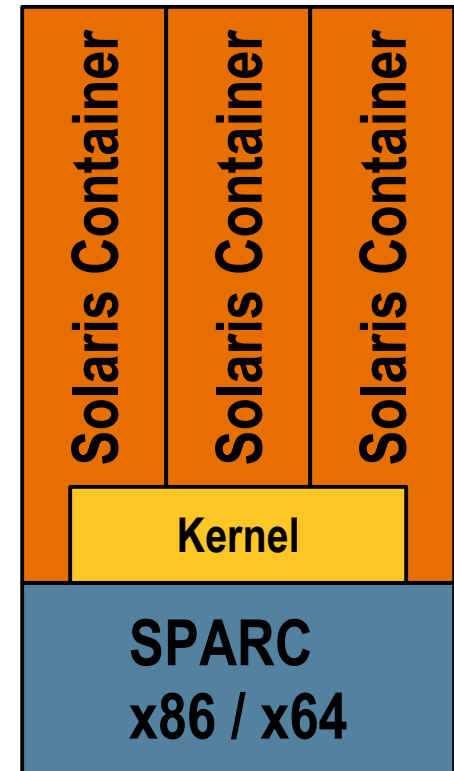 Solaris Container
Solaris Container
Solaris Container
Kernel
SPARC
x86 / x64